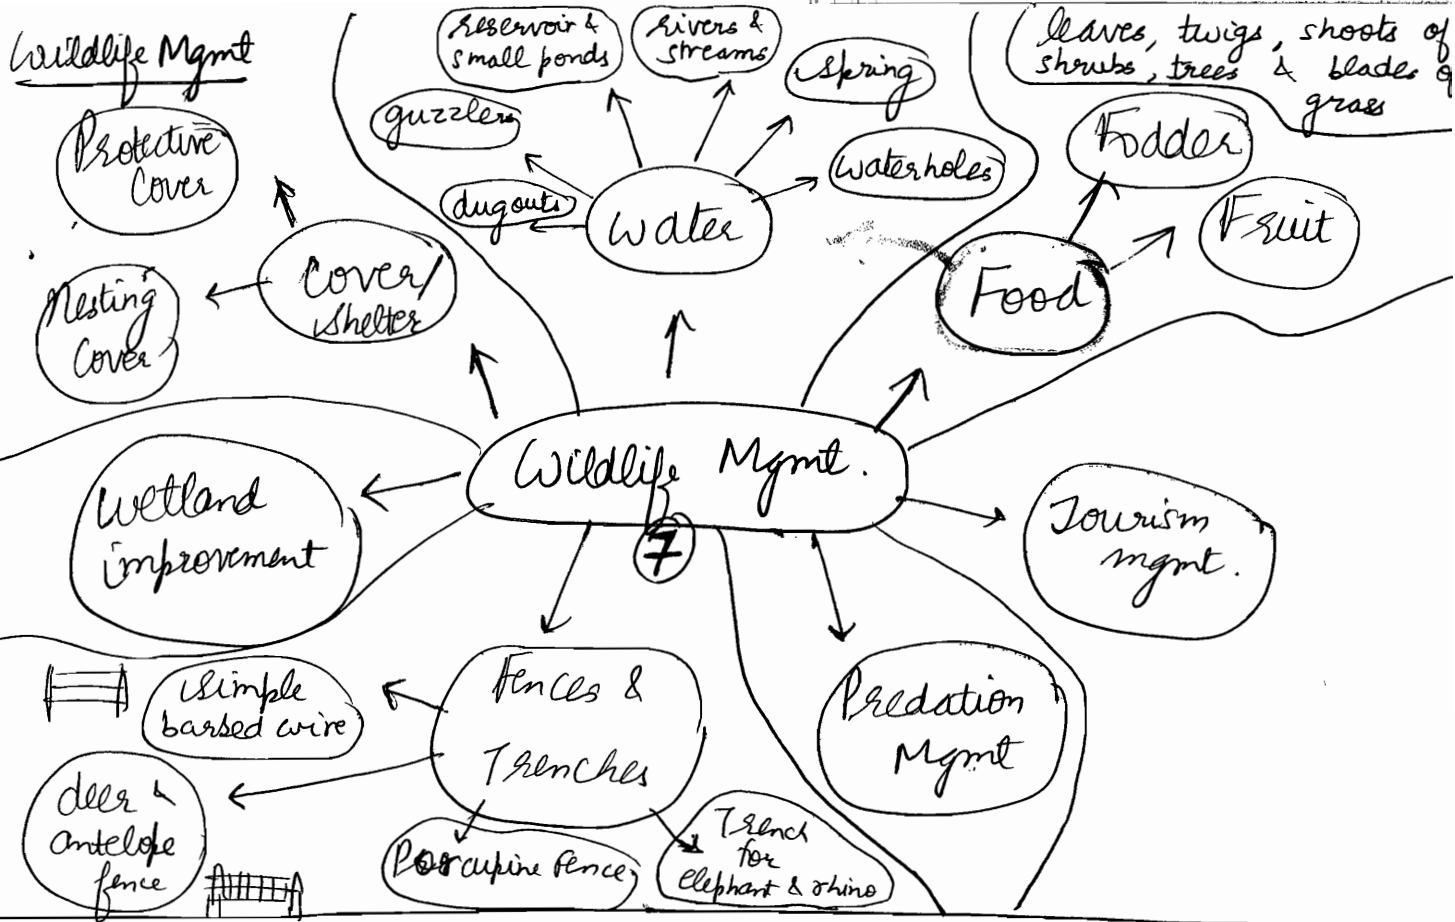 Wildlife Mgmt
Protective
Cover
Nesting
Cover
Cover/
Shelter
guzzlers
reservoir &
small ponds
rivers &
streams
spring
waterholes
dugouts
Water
leaves, twigs, shoots of
shrubs, trees & blades of
grass
Fodder
Fruit
Food
Wildlife Mgmt.
7
Wetland
improvement
Tourism
mgmt.
Fences &
Trenches
Predation
Mgmt
simple
barbed wire
deer &
antelope
fence
Porcupine fence
Trench
for
elephant & rhino